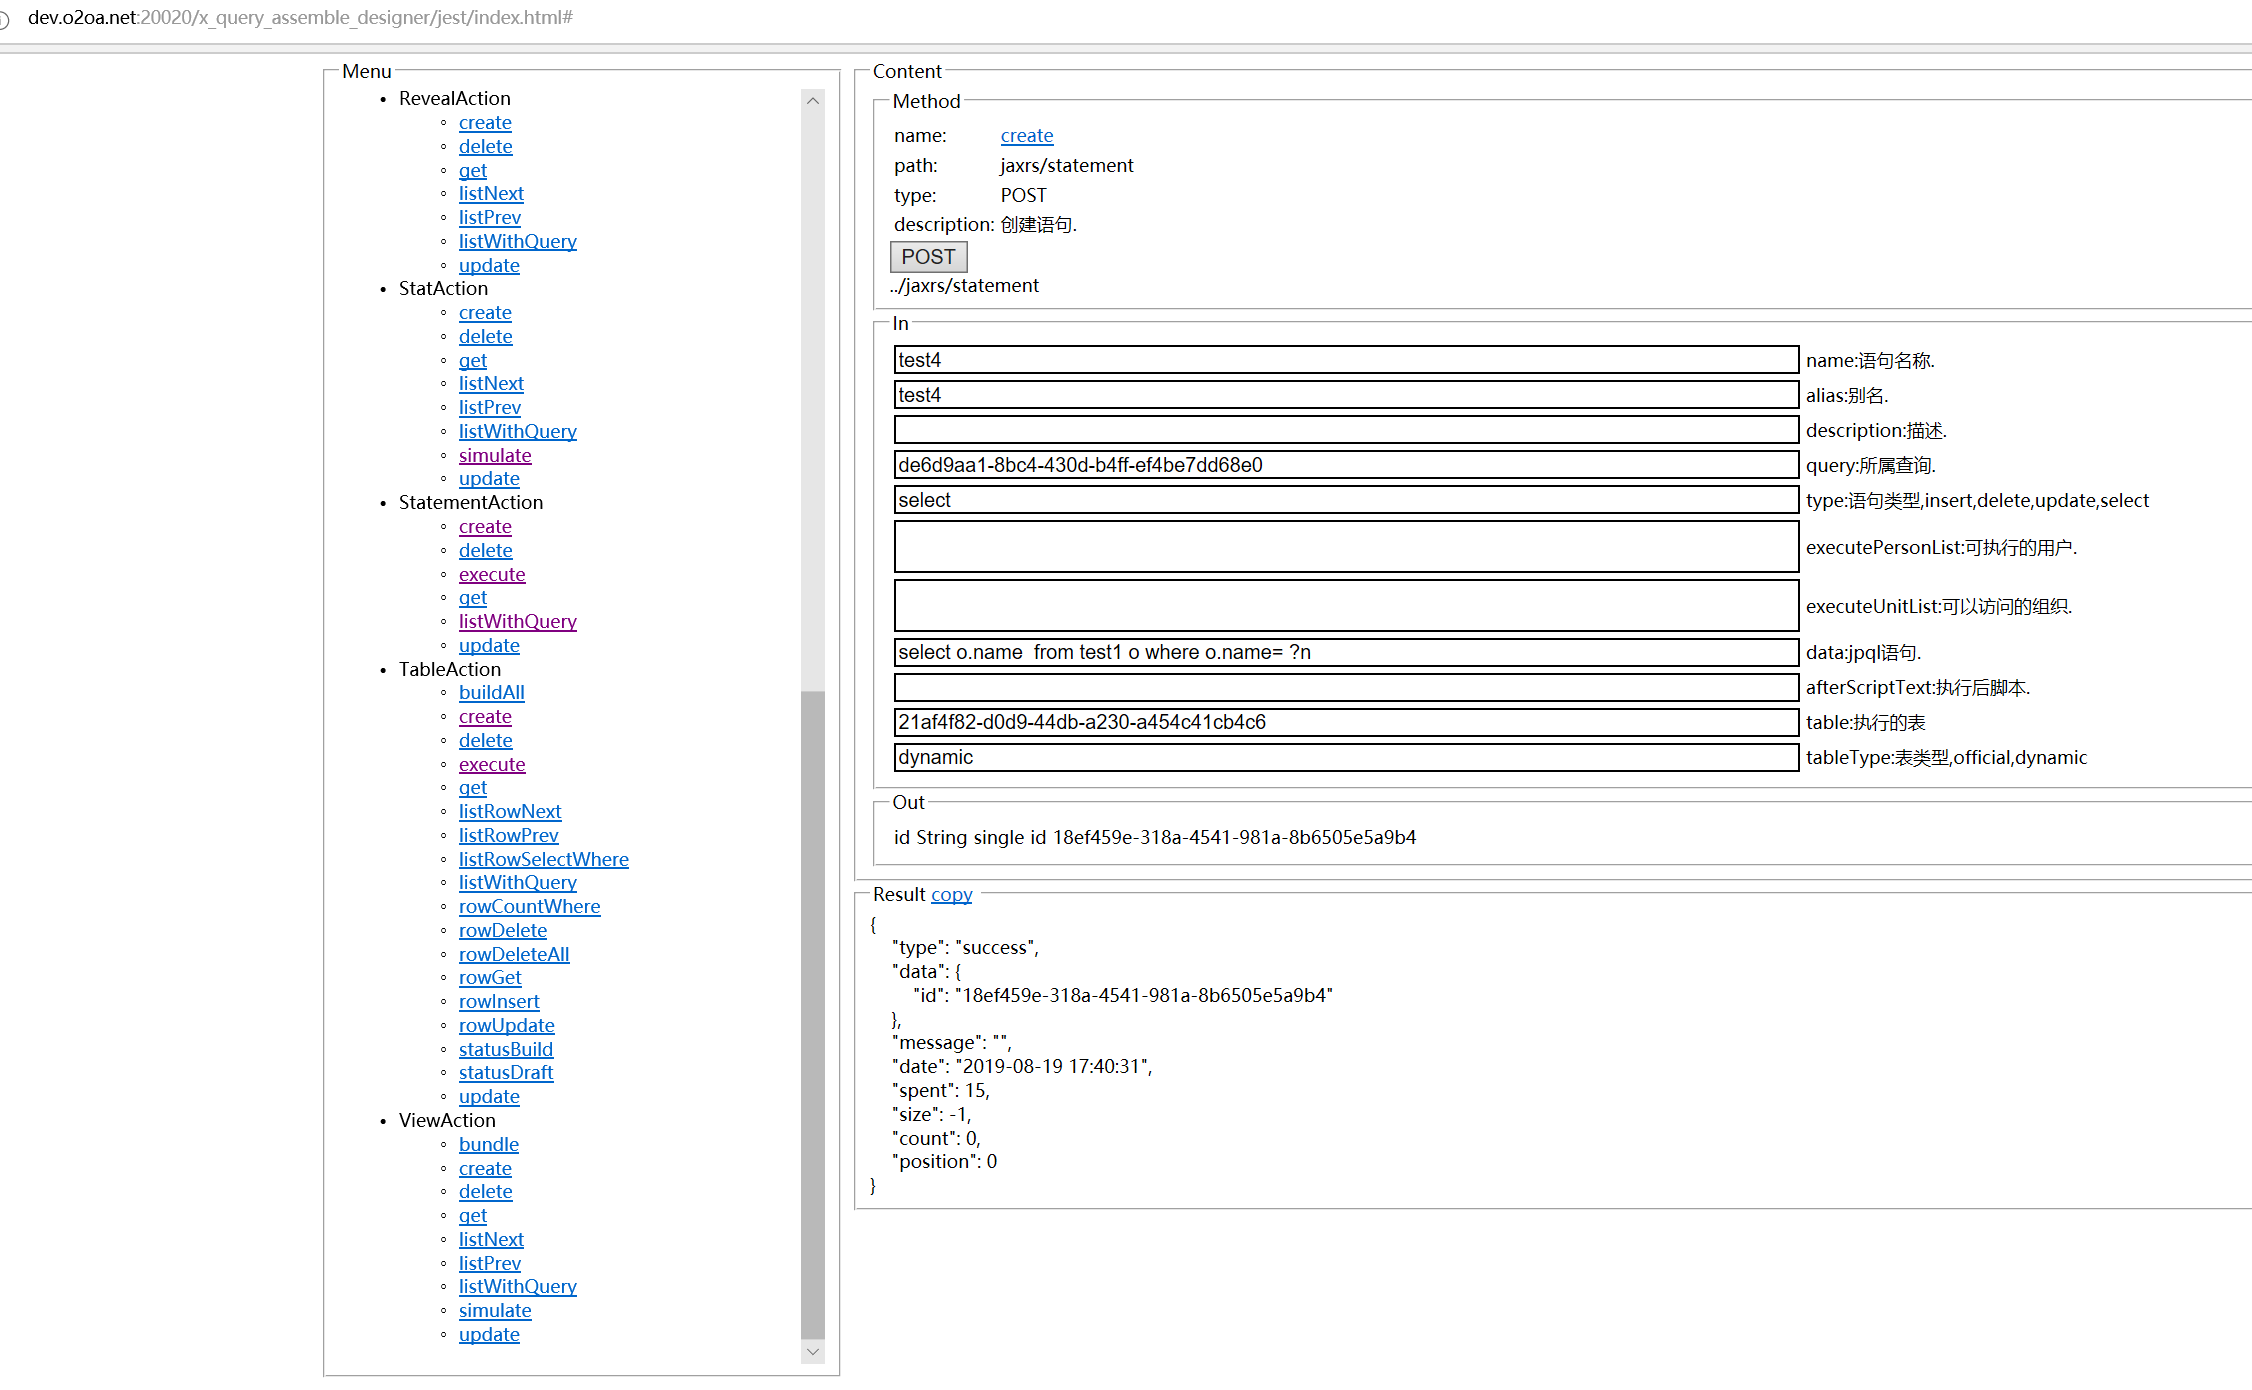 dev.o2oa.net:20020/x_query_assemble_designer/jest/index.html#
Menu
RevealAction
create
delete
get
listNext
listPrev
listWithQuery
update
StatAction
create
delete
get
listNext
listPrev
listWithQuery
simulate
update
StatementAction
create
delete
execute
get
listWithQuery
update
TableAction
buildAll
create
delete
execute
get
listRowNext
listRowPrev
listRowSelectWhere
listWithQuery
rowCountWhere
rowDelete
rowDeleteAll
rowGet
rowInsert
rowUpdate
statusBuild
statusDraft
update
ViewAction
bundle
create
delete
get
listNext
listPrev
listWithQuery
simulate
update
Content
Method
name: create
path: jaxrs/statement
type: POST
description: 创建语句.
POST
../jaxrs/statement
In
test4 name:语句名称.
test4 alias:别名.
description:描述.
de6d9aa1-8bc4-430d-b4ff-ef4be7dd68e0 query:所属查询.
select type:语句类型,insert,delete,update,select
executePersonList:可执行的用户.
executeUnitList:可以访问的组织.
select o.name  from test1 o where o.name= ?n data:jpql语句.
afterScriptText:执行后脚本.
21af4f82-d0d9-44db-a230-a454c41cb4c6 table:执行的表
dynamic tableType:表类型,official,dynamic
Out
id String single id 18ef459e-318a-4541-981a-8b6505e5a9b4
Result copy
{
"type": "success",
"data": {
"id": "18ef459e-318a-4541-981a-8b6505e5a9b4"
},
"message": "",
"date": "2019-08-19 17:40:31",
"spent": 15,
"size": -1,
"count": 0,
"position": 0
}